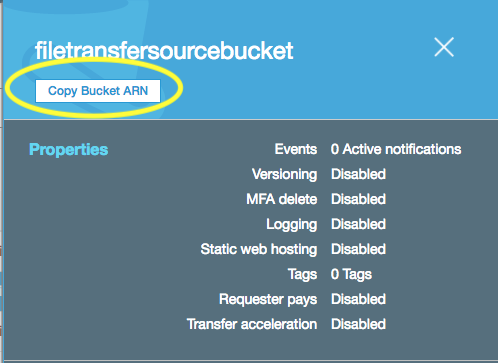 filetransfersourcebucket
Copy Bucket ARN
Properties
Events 0 Active notifications
Versioning Disabled
MFA delete Disabled
Logging Disabled
Static web hosting Disabled
Tags 0 Tags
Requester pays Disabled
Transfer acceleration Disabled